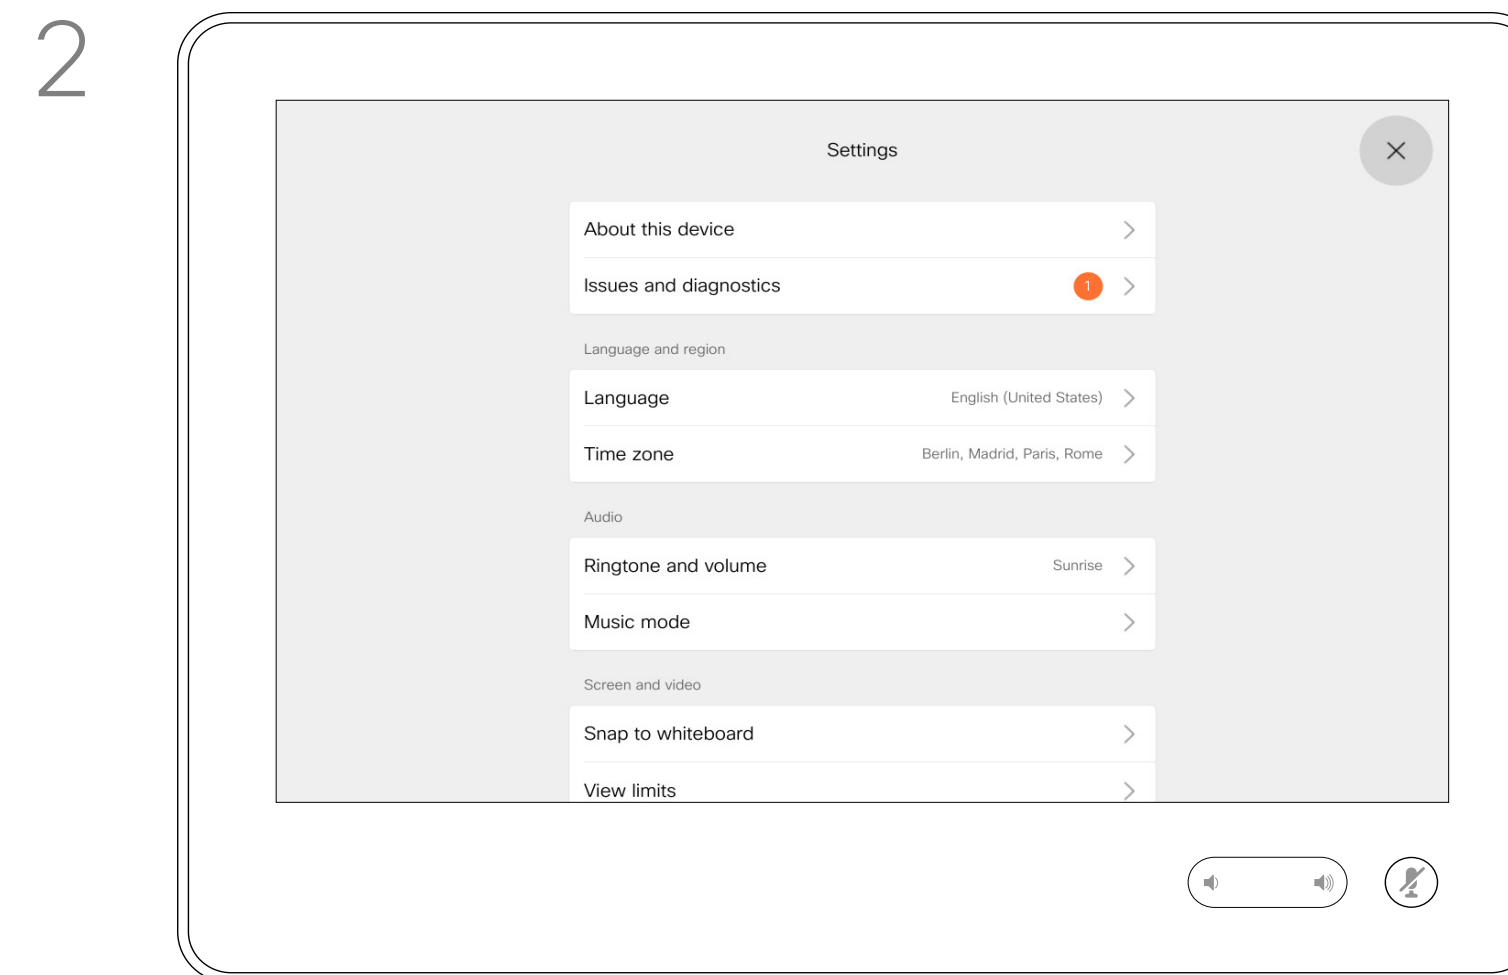 2
Settings
About this device
Issues and diagnostics 1
Language and region
Language English (United States)
Time zone Berlin, Madrid, Paris, Rome
Audio
Ringtone and volume Sunrise
Music mode
Screen and video
Snap to whiteboard
View limits